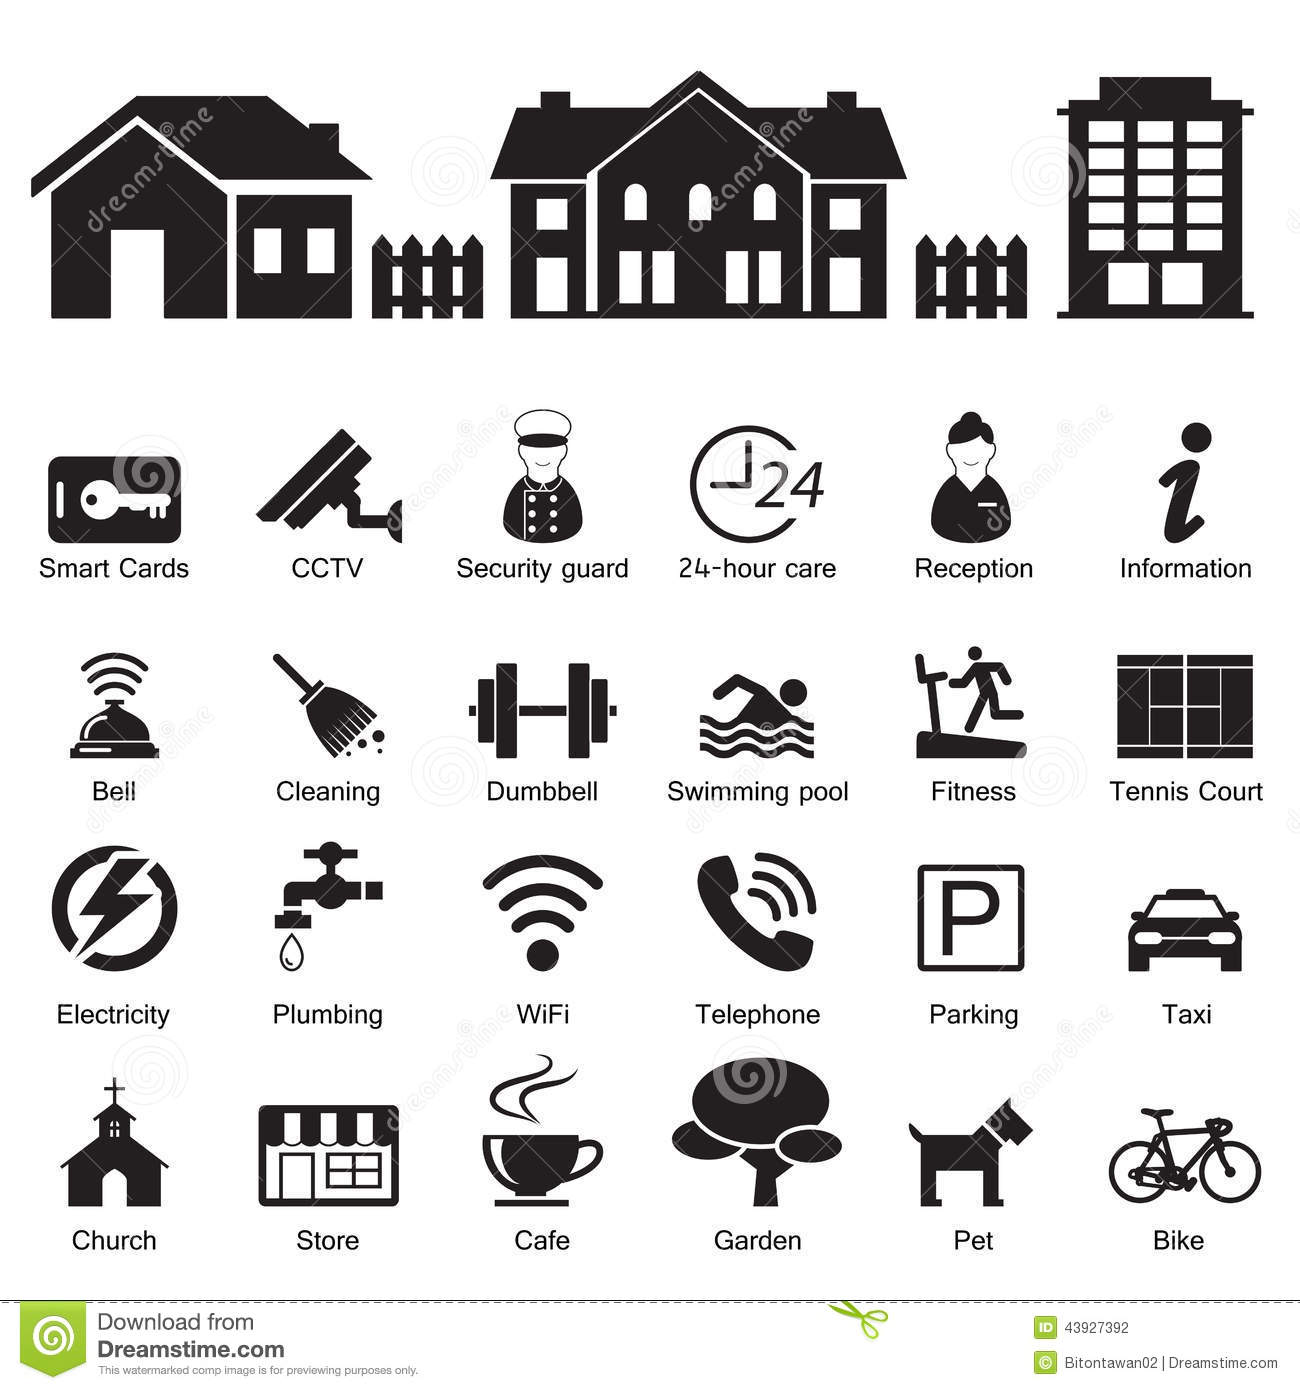 Smart Cards CCTV Security guard 24-hour care Reception Information
24
Bell Cleaning Dumbbell Swimming pool Fitness Tennis Court
P
Electricity Plumbing WiFi Telephone Parking Taxi
Church Store Cafe Garden Pet Bike
Download from
Dreamstime.com
This watermarked comp image is for previewing purposes only.
ID 43927392
© Bitontawan02 | Dreamstime.com
dreamstime